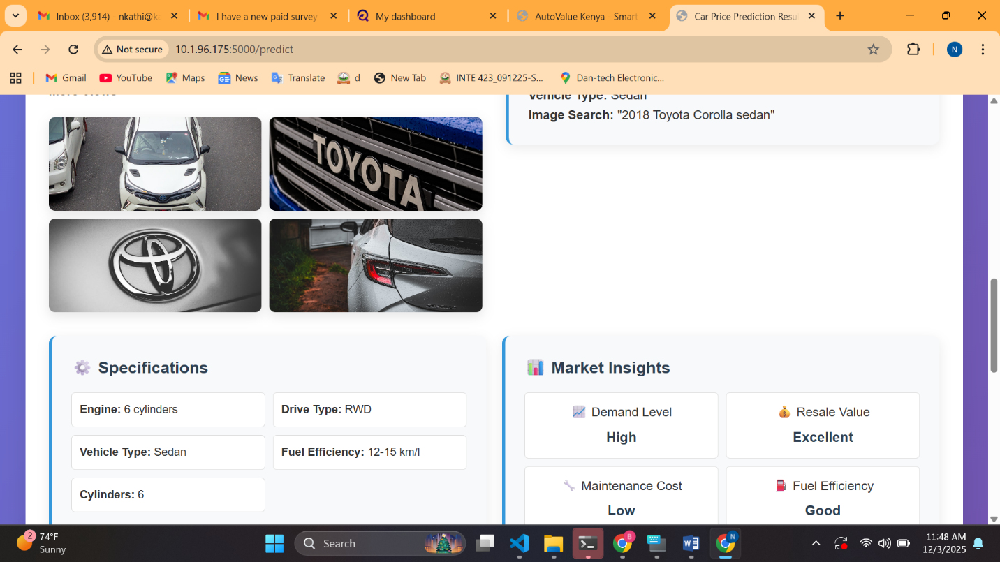 Inbox (3,914) - nkathi@ka
I have a new paid survey
My dashboard
AutoValue Kenya - Smart
Car Price Prediction Resu
Not secure
10.1.96.175:5000/predict
N
Gmail
YouTube
Maps
News
Translate
d
New Tab
INTE 423_091225-S...
Dan-tech Electronic...
More Views
Vehicle Type: Sedan
Image Search: "2018 Toyota Corolla sedan"
TOYOTA
Specifications
Engine: 6 cylinders
Drive Type: RWD
Vehicle Type: Sedan
Fuel Efficiency: 12-15 km/l
Cylinders: 6
Market Insights
Demand Level
High
Resale Value
Excellent
Maintenance Cost
Low
Fuel Efficiency
Good
2
74°F
Sunny
Search
B
N
11:48 AM
12/3/2025